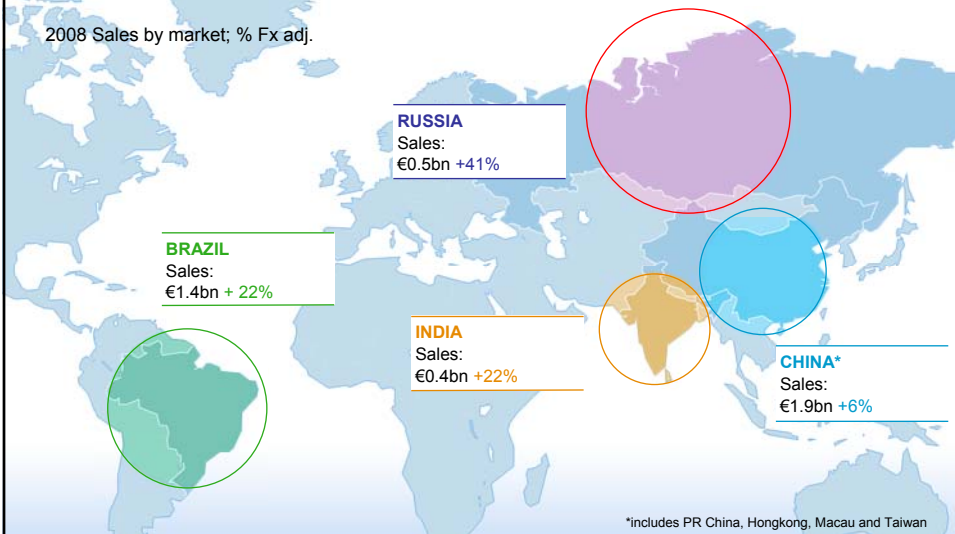 2008 Sales by market; % Fx adj.
RUSSIA
Sales:
€0.5bn +41%
BRAZIL
Sales:
€1.4bn + 22%
INDIA
Sales:
€0.4bn +22%
CHINA*
Sales:
€1.9bn +6%
*includes PR China, Hongkong, Macau and Taiwan